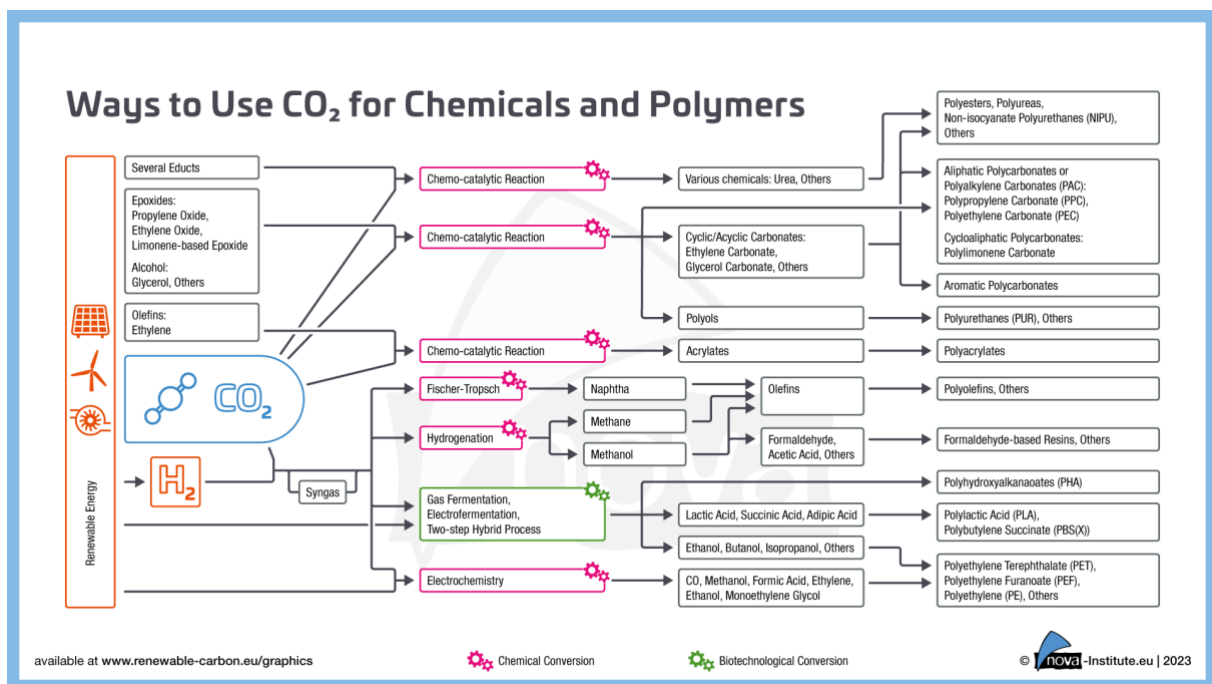 Ways to Use CO₂ for Chemicals and Polymers
Renewable Energy
Several Educts
Epoxides:
Propylene Oxide,
Ethylene Oxide,
Limonene-based Epoxide
Alcohol:
Glycerol, Others
Olefins:
Ethylene
CO₂
H₂
Syngas
Chemo-catalytic Reaction
Chemo-catalytic Reaction
Chemo-catalytic Reaction
Fischer-Tropsch
Hydrogenation
Gas Fermentation,
Electrofermentation,
Two-step Hybrid Process
Electrochemistry
Naphtha
Methane
Methanol
Various chemicals: Urea, Others
Cyclic/Acyclic Carbonates:
Ethylene Carbonate,
Glycerol Carbonate, Others
Polyols
Acrylates
Olefins
Formaldehyde,
Acetic Acid, Others
Lactic Acid, Succinic Acid, Adipic Acid
Ethanol, Butanol, Isopropanol, Others
CO, Methanol, Formic Acid, Ethylene,
Ethanol, Monoethylene Glycol
Polyesters, Polyureas,
Non-isocyanate Polyurethanes (NIPU),
Others
Aliphatic Polycarbonates or
Polyalkylene Carbonates (PAC):
Polypropylene Carbonate (PPC),
Polyethylene Carbonate (PEC)
Cycloaliphatic Polycarbonates:
Polylimonene Carbonate
Aromatic Polycarbonates
Polyurethanes (PUR), Others
Polyacrylates
Polyolefins, Others
Formaldehyde-based Resins, Others
Polyhydroxyalkanaoates (PHA)
Polylactic Acid (PLA),
Polybutylene Succinate (PBS(X))
Polyethylene Terephthalate (PET),
Polyethylene Furanoate (PEF),
Polyethylene (PE), Others
nova
available at www.renewable-carbon.eu/graphics
Chemical Conversion
Biotechnological Conversion
© nova-Institute.eu | 2023